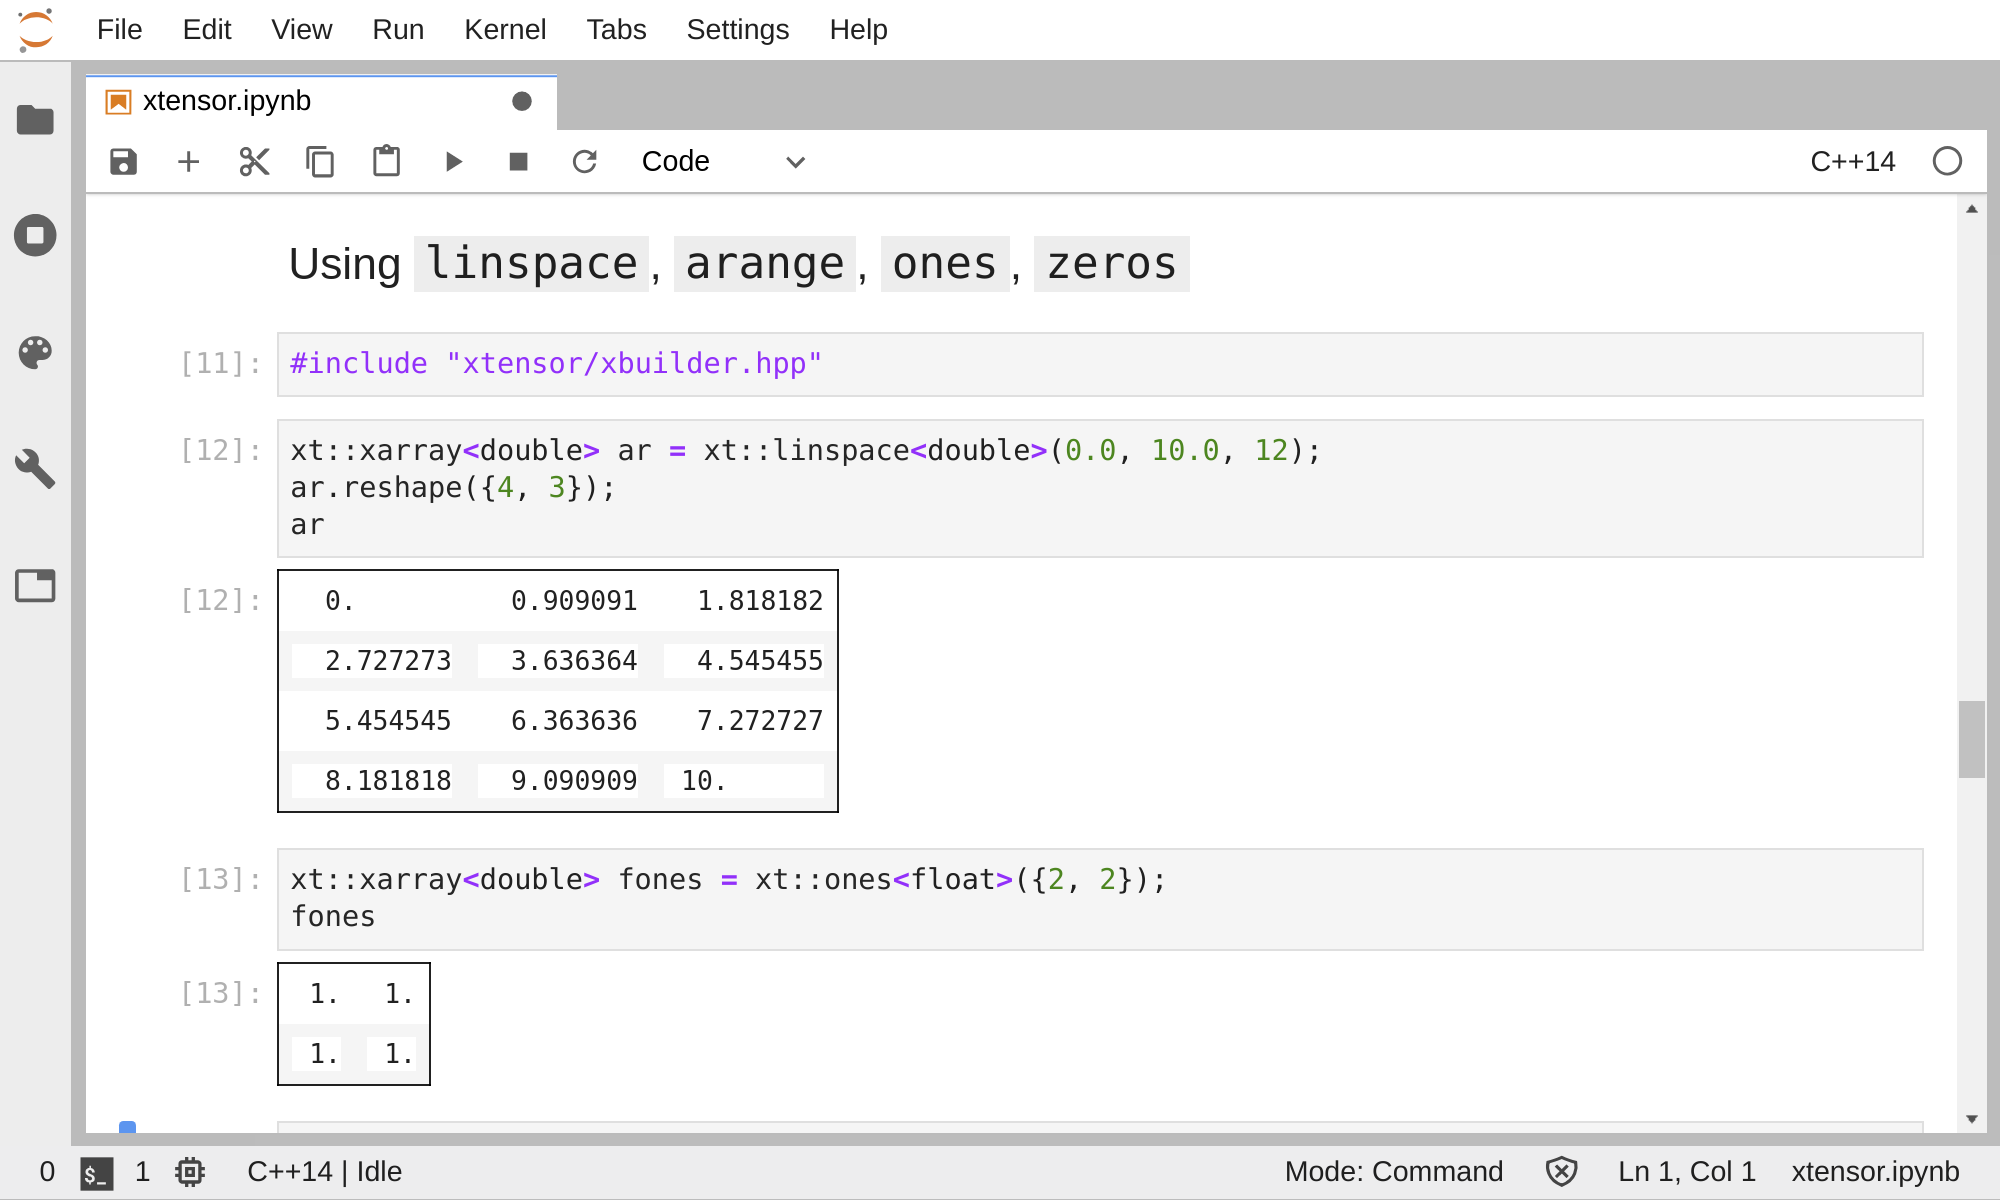 File Edit View Run Kernel Tabs Settings Help
xtensor.ipynb
Code C++14
Using linspace, arange, ones, zeros
[11]: #include "xtensor/xbuilder.hpp"
[12]: xt::xarray<double> ar = xt::linspace<double>(0.0, 10.0, 12);
ar.reshape({4, 3});
ar
[12]: 0. 0.909091 1.818182
2.727273 3.636364 4.545455
5.454545 6.363636 7.272727
8.181818 9.090909 10.
[13]: xt::xarray<double> fones = xt::ones<float>({2, 2});
fones
[13]: 1. 1.
1. 1.
0 $_ 1 C++14 | Idle Mode: Command Ln 1, Col 1 xtensor.ipynb